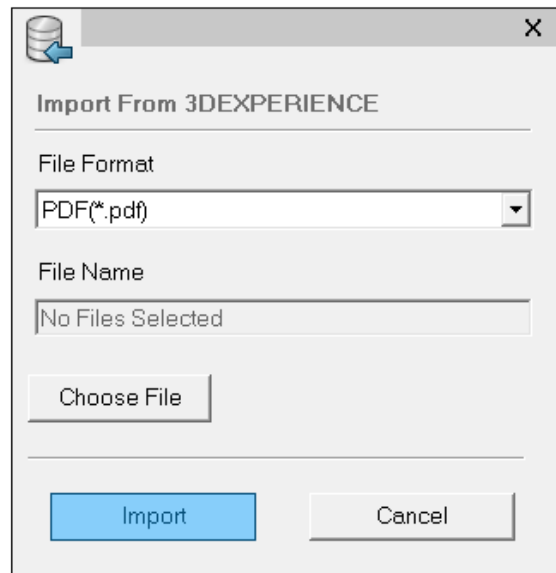 Import From 3DEXPERIENCE
File Format
PDF(*.pdf)
File Name
No Files Selected
Choose File
Import Cancel